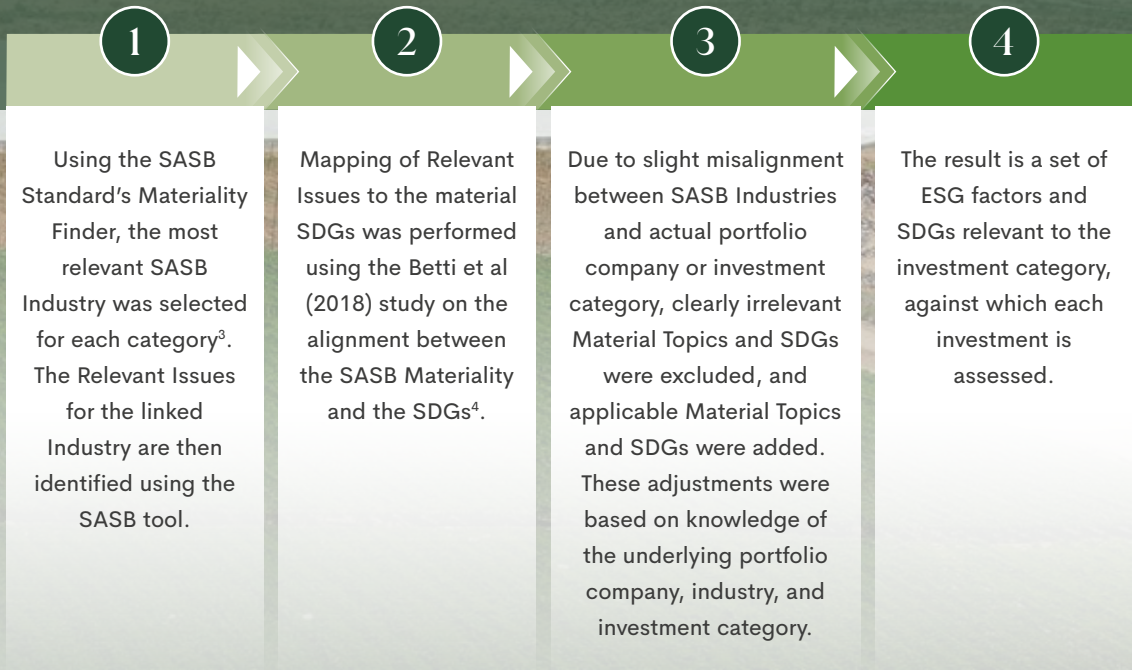 1
Using the SASB
Standard’s Materiality
Finder, the most
relevant SASB
Industry was selected
for each category³.
The Relevant Issues
for the linked
Industry are then
identified using the
SASB tool.
2
Mapping of Relevant
Issues to the material
SDGs was performed
using the Betti et al
(2018) study on the
alignment between
the SASB Materiality
and the SDGs⁴.
3
Due to slight misalignment
between SASB Industries
and actual portfolio
company or investment
category, clearly irrelevant
Material Topics and SDGs
were excluded, and
applicable Material Topics
and SDGs were added.
These adjustments were
based on knowledge of
the underlying portfolio
company, industry, and
investment category.
4
The result is a set of
ESG factors and
SDGs relevant to the
investment category,
against which each
investment is
assessed.